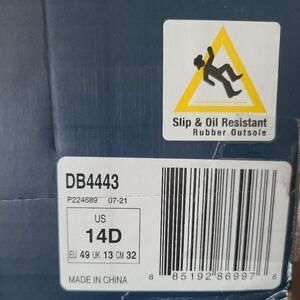 Slip & Oil Resistant
Rubber Outsole
DB4443
P224689 07-21
US
14D
EU 49 UK 13 CM 32
MADE IN CHINA
8 85192 86997 6